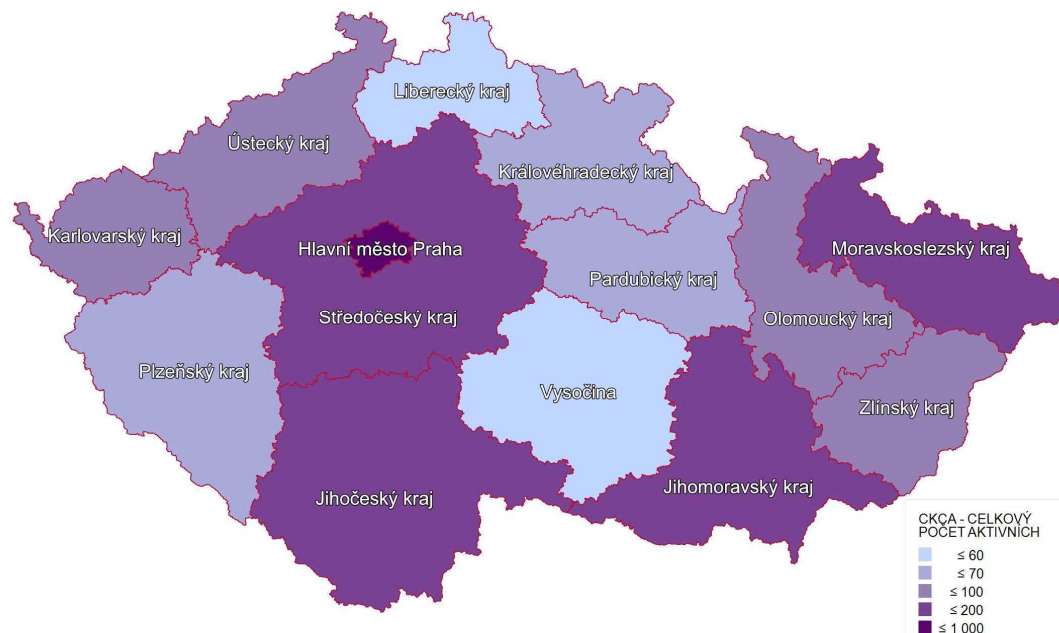 Liberecký kraj
Ústecký kraj
Královéhradecký kraj
Karlovarský kraj
Hlavní město Praha
Moravskoslezský kraj
Pardubický kraj
Středočeský kraj
Olomoucký kraj
Plzeňský kraj
Vysočina
Zlínský kraj
Jihočeský kraj
Jihomoravský kraj
CKCA - CELKOVÝ
POČET AKTIVNÍCH
≤ 60
≤ 70
≤ 100
≤ 200
≤ 1 000